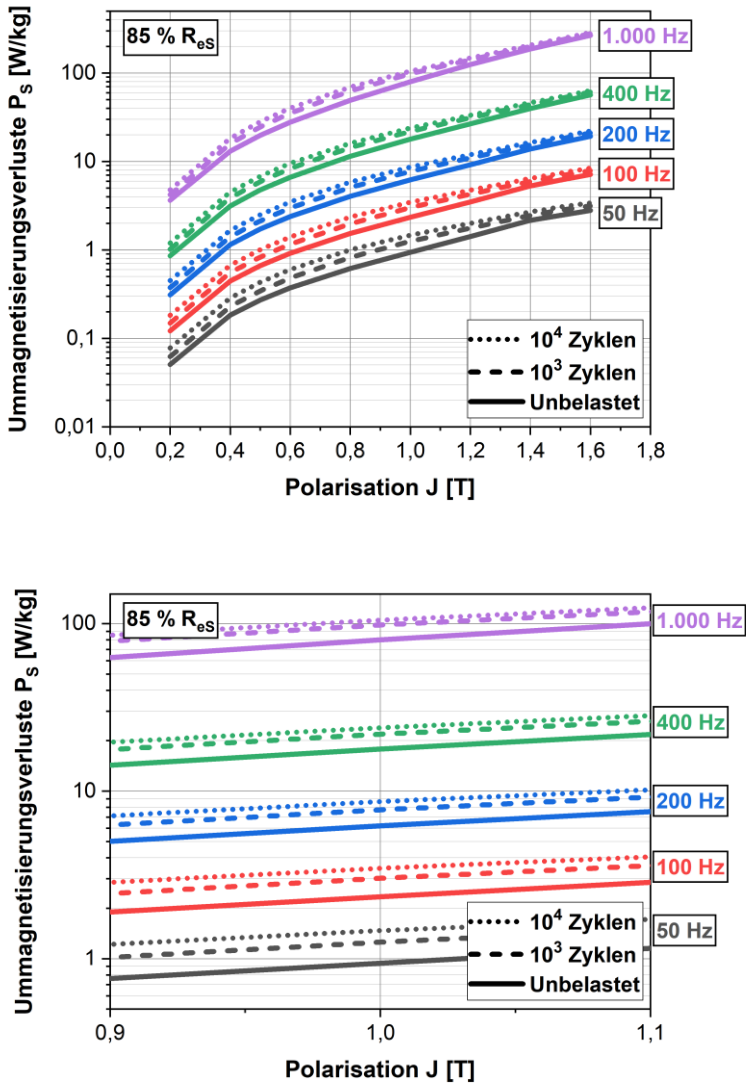 85 % ReS
1.000 Hz
400 Hz
200 Hz
100 Hz
50 Hz
Ummagnetisierungsverluste PS [W/kg]
100
10
1
0,1
0,01
10⁴ Zyklen
10³ Zyklen
Unbelastet
0,0 0,2 0,4 0,6 0,8 1,0 1,2 1,4 1,6 1,8
Polarisation J [T]
85 % ReS
1.000 Hz
400 Hz
200 Hz
100 Hz
50 Hz
Ummagnetisierungsverluste PS [W/kg]
100
10
1
10⁴ Zyklen
10³ Zyklen
Unbelastet
0,9 1,0 1,1
Polarisation J [T]